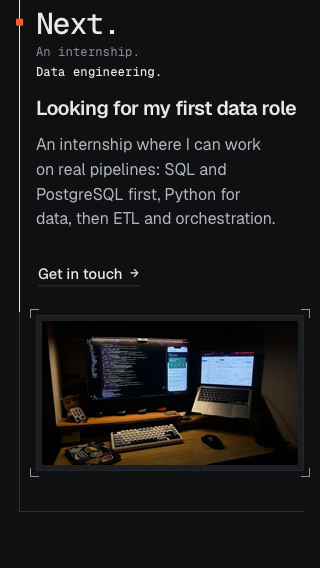 Next.
An internship.
Data engineering.
Looking for my first data role
An internship where I can work
on real pipelines: SQL and
PostgreSQL first, Python for
data, then ETL and orchestration.
Get in touch →